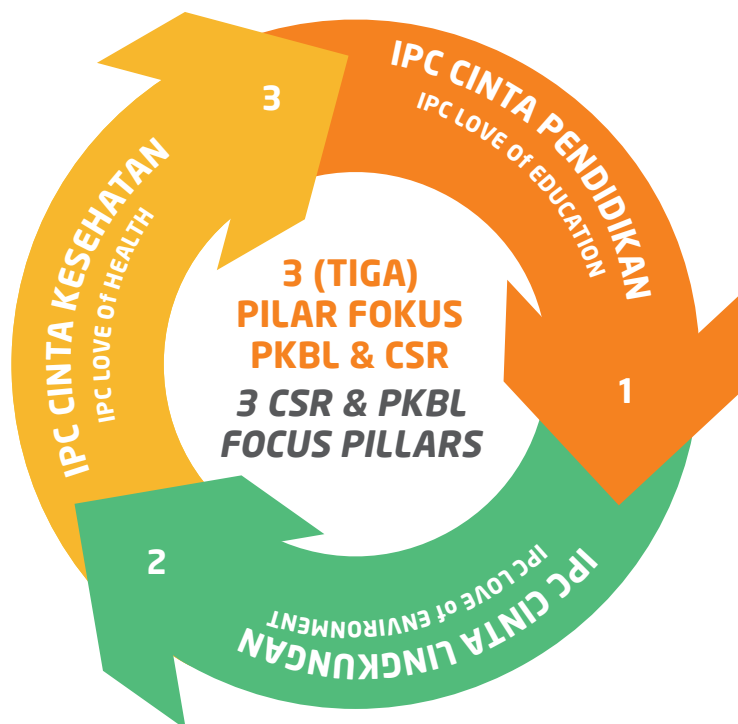 3 (TIGA)
PILAR FOKUS
PKBL & CSR
3 CSR & PKBL
FOCUS PILLARS
IPC CINTA PENDIDIKAN
IPC LOVE of EDUCATION
1
IPC CINTA LINGKUNGAN
IPC LOVE of ENVIRONMENT
2
IPC CINTA KESEHATAN
IPC LOVE of HEALTH
3